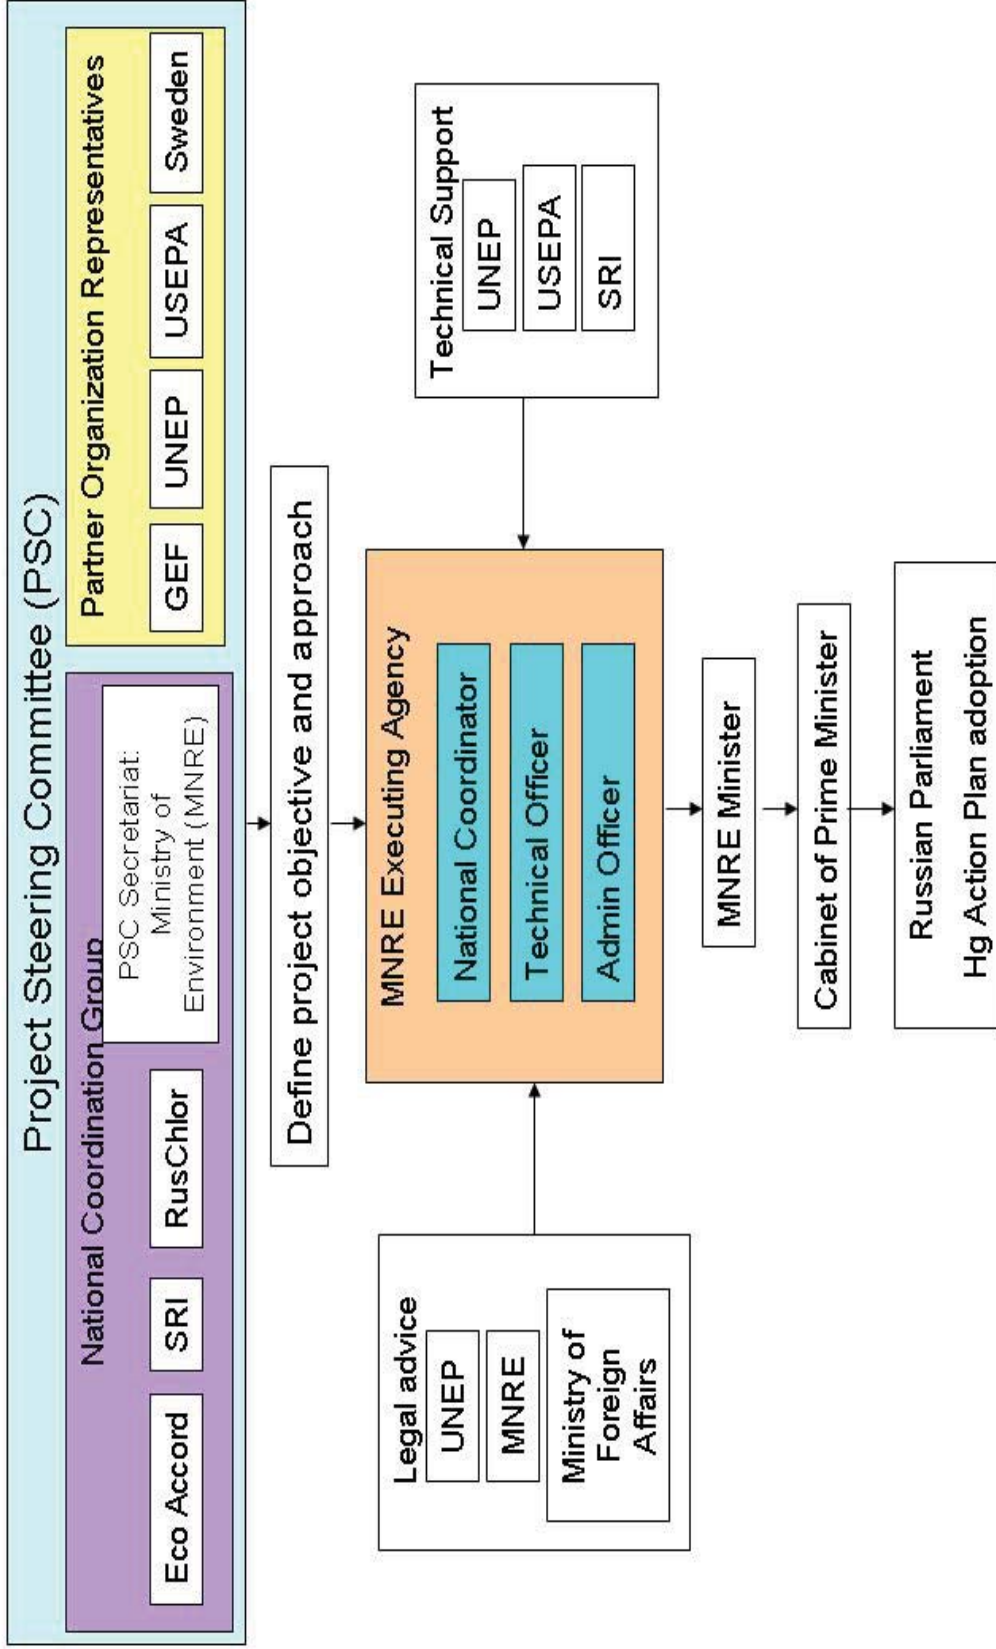 Project Steering Committee (PSC)
National Coordination Group
Eco Accord
SRI
RusChlor
PSC Secretariat:
Ministry of
Environment (MNRE)
Partner Organization Representatives
GEF
UNEP
USEPA
Sweden
Define project objective and approach
Legal advice
UNEP
MNRE
Ministry of
Foreign
Affairs
MNRE Executing Agency
National Coordinator
Technical Officer
Admin Officer
Technical Support
UNEP
USEPA
SRI
MNRE Minister
Cabinet of Prime Minister
Russian Parliament
Hg Action Plan adoption